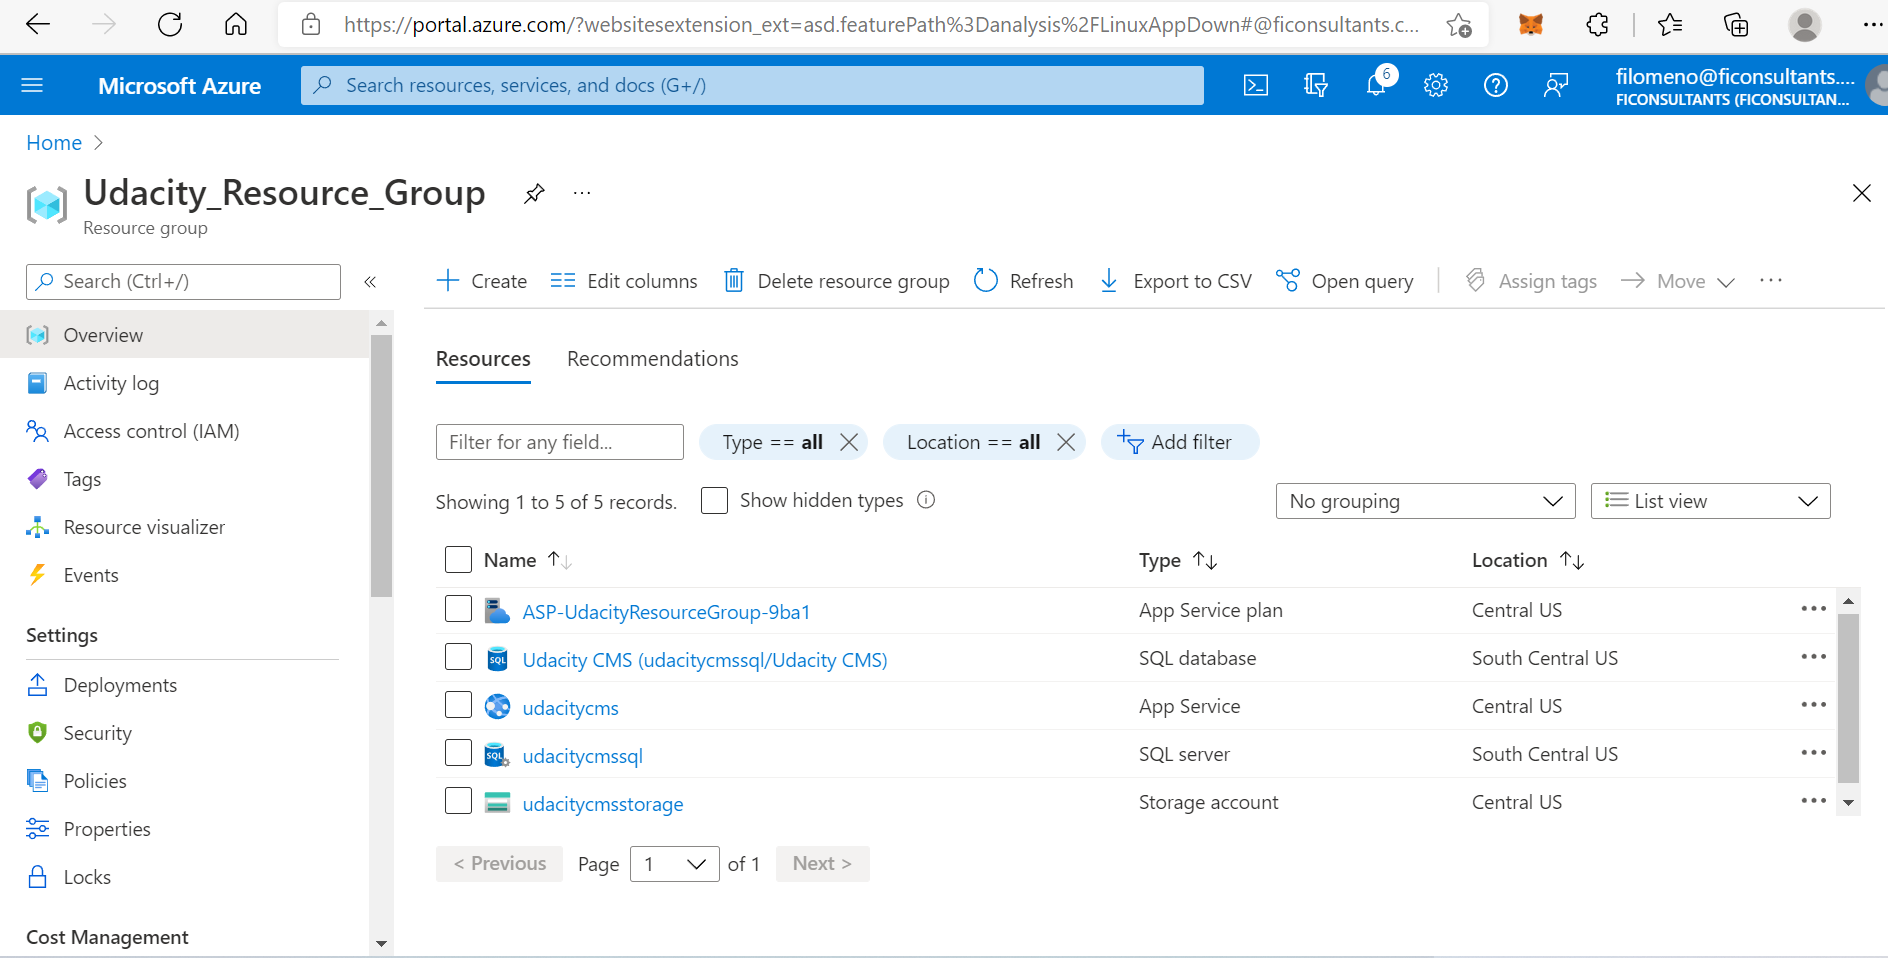 https://portal.azure.com/?websitesextension_ext=asd.featurePath%3Danalysis%2FLinuxAppDown#@ficonsultants.c...
Microsoft Azure
Search resources, services, and docs (G+/)
6
filomeno@ficonsultants....
FICONSULTANTS (FICONSULTAN...
Home >
Udacity_Resource_Group
Resource group
Search (Ctrl+/)
«
Create
Edit columns
Delete resource group
Refresh
Export to CSV
Open query
Assign tags
Move
Overview
Activity log
Access control (IAM)
Tags
Resource visualizer
Events
Settings
Deployments
Security
Policies
Properties
Locks
Cost Management
Resources
Recommendations
Filter for any field...
Type == all
Location == all
Add filter
Showing 1 to 5 of 5 records.
Show hidden types
No grouping
List view
Name ↑↓
Type ↑↓
Location ↑↓
ASP-UdacityResourceGroup-9ba1
App Service plan
Central US
SQL
Udacity CMS (udacitycmssql/Udacity CMS)
SQL database
South Central US
udacitycms
App Service
Central US
SQL
udacitycmssql
SQL server
South Central US
udacitycmsstorage
Storage account
Central US
< Previous
Page
1
of 1
Next >